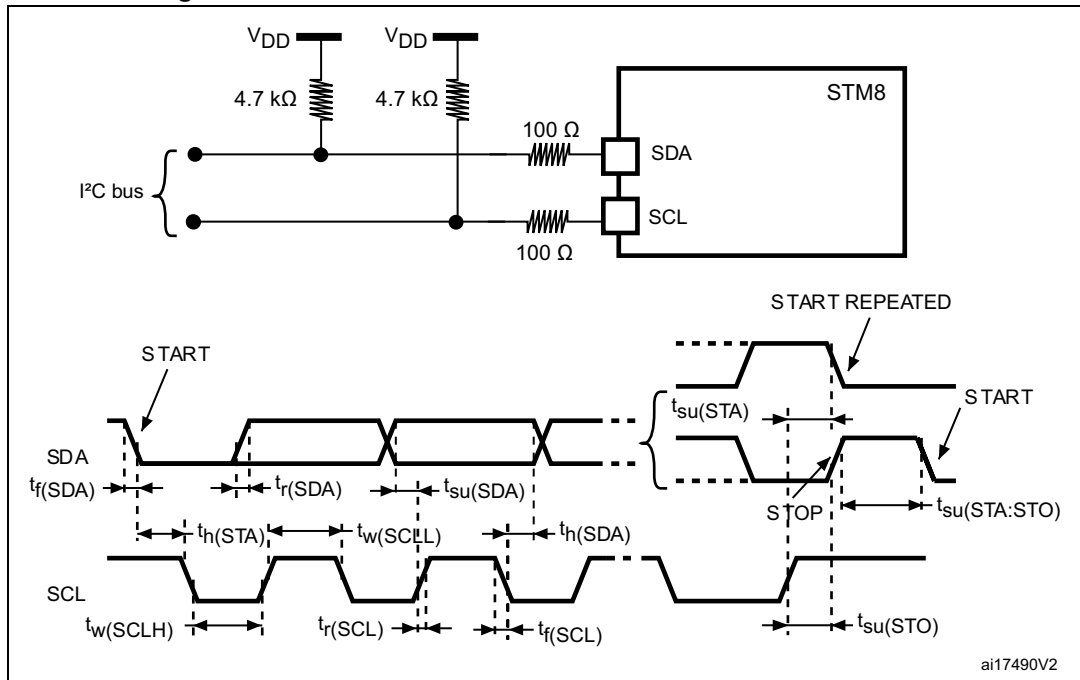 VDD
VDD
4.7 kΩ
4.7 kΩ
STM8
100 Ω
SDA
I²C bus
SCL
100 Ω
START REPEATED
START
tsu(STA)
START
SDA
tf(SDA)
tr(SDA)
tsu(SDA)
STOP
tsu(STA:STO)
th(STA)
tw(SCLL)
th(SDA)
SCL
tw(SCLH)
tr(SCL)
tf(SCL)
tsu(STO)
ai17490V2